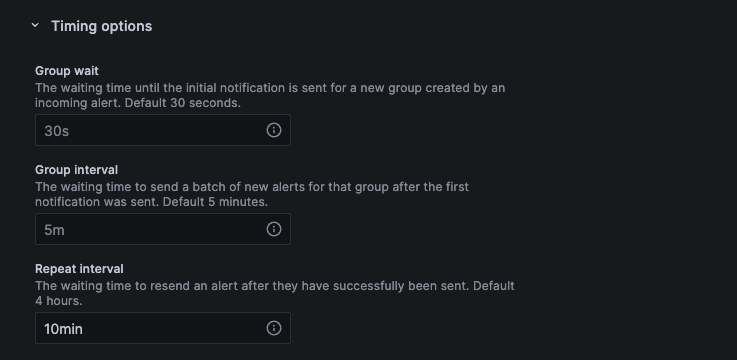 Timing options
Group wait
The waiting time until the initial notification is sent for a new group created by an
incoming alert. Default 30 seconds.
30s
Group interval
The waiting time to send a batch of new alerts for that group after the first
notification was sent. Default 5 minutes.
5m
Repeat interval
The waiting time to resend an alert after they have successfully been sent. Default
4 hours.
10min